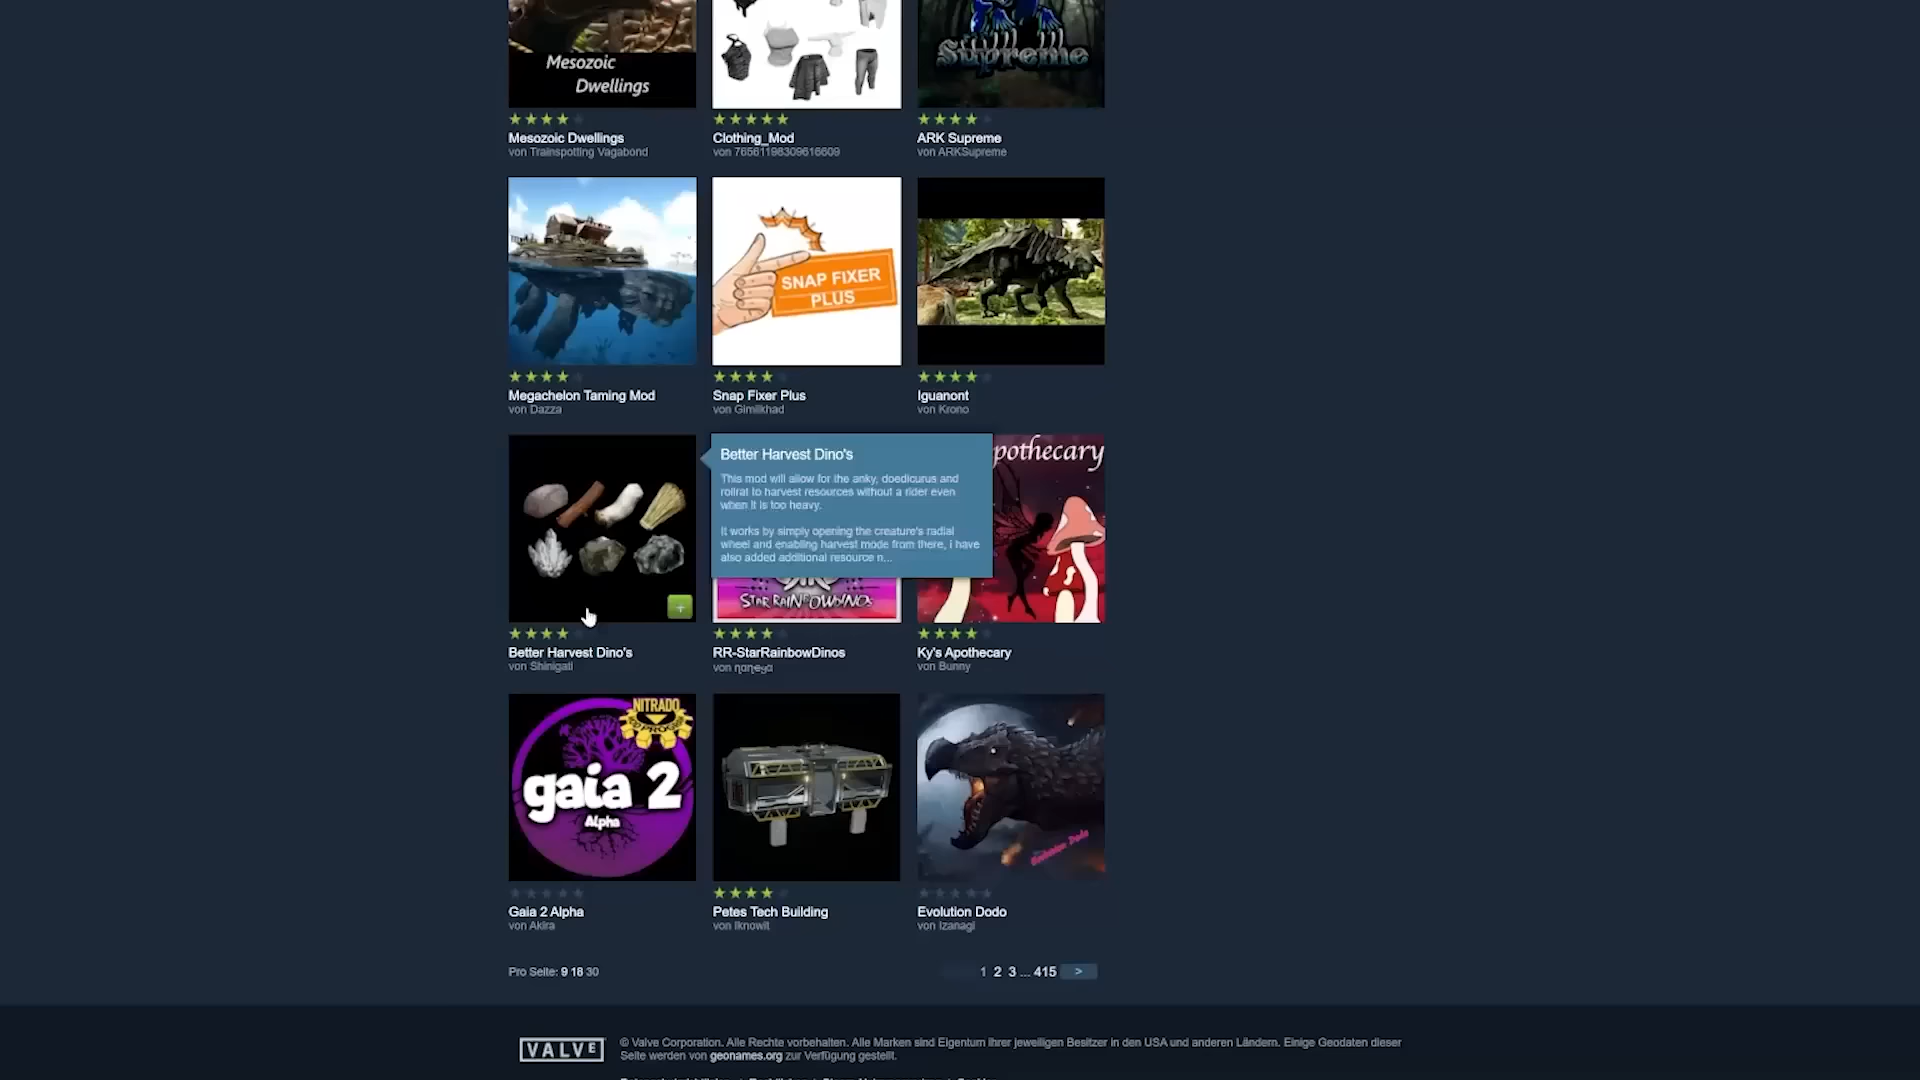 Mesozoic
Dwellings
Supreme
Mesozoic Dwellings
von Trainspotting Vagabond
Clothing_Mod
von 76561198309616609
ARK Supreme
von ARKSupreme
SNAP FIXER
PLUS
Megachelon Taming Mod
von Dazza
Snap Fixer Plus
von Gimilkhad
Iguanont
von Krono
Better Harvest Dino's
This mod will allow for the anky, doedicurus and
rollrat to harvest resources without a rider even
when it is too heavy.
It works by simply opening the creature's radial
wheel and enabling harvest mode from there, i have
also added additional resource n...
pothecary
STAR RAINBOWDINOS
Better Harvest Dino's
von Shinigati
RR-StarRainbowDinos
von
Ky's Apothecary
von Bunny
NITRADO
gaia 2
Alpha
Evolution Dodo
Gaia 2 Alpha
von Akira
Petes Tech Building
von Iknowit
Evolution Dodo
von Izanagi
Pro Seite: 9 18 30
1 2 3 ... 415 >
VALVE
© Valve Corporation. Alle Rechte vorbehalten. Alle Marken sind Eigentum ihrer jeweiligen Besitzer in den USA und anderen Ländern. Einige Geodaten dieser
Seite werden von geonames.org zur Verfügung gestellt.